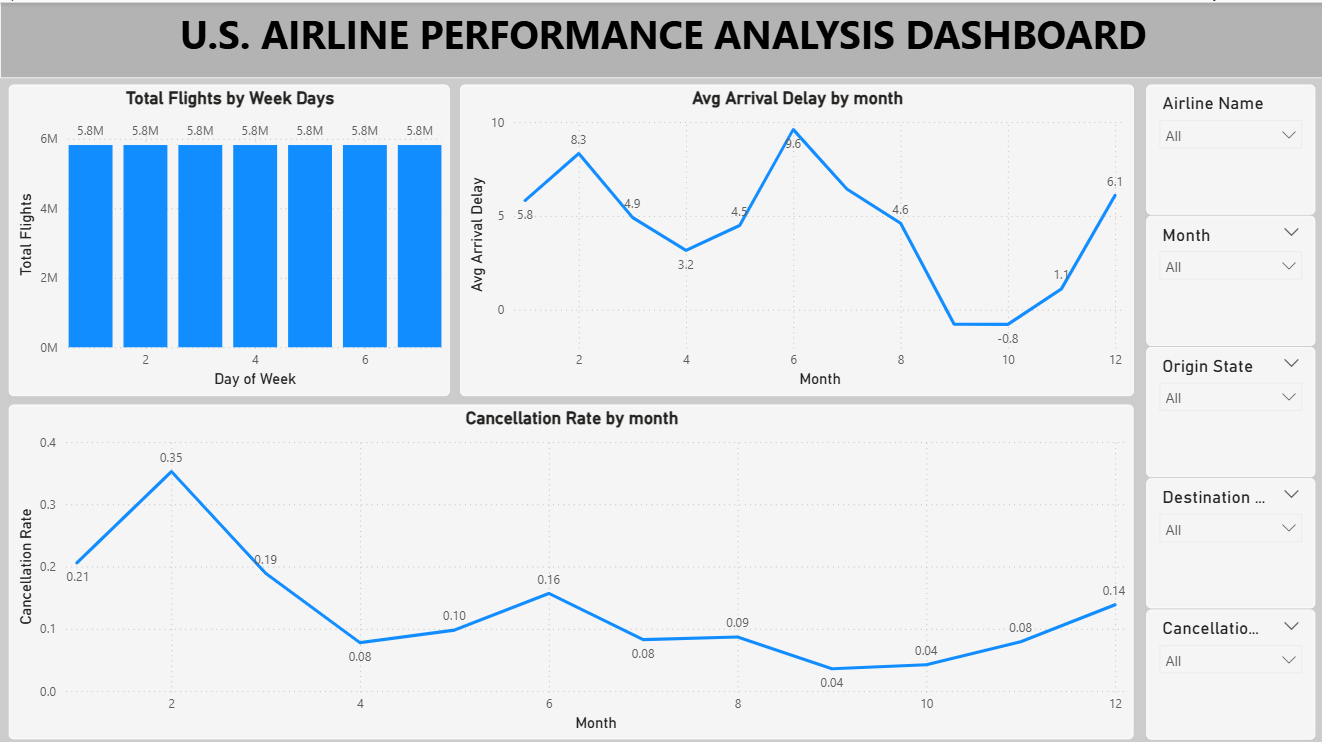 U.S. AIRLINE PERFORMANCE ANALYSIS DASHBOARD
Total Flights by Week Days
5.8M 5.8M 5.8M 5.8M 5.8M 5.8M 5.8M
6M
4M
2M
0M
Total Flights
2 4 6
Day of Week
Avg Arrival Delay by month
10
5
0
Avg Arrival Delay
5.8
8.3
4.9
3.2
4.5
9.6
4.6
-0.8
1.1
6.1
2 4 6 8 10 12
Month
Cancellation Rate by month
0.4
0.3
0.2
0.1
0.0
Cancellation Rate
0.21
0.35
0.19
0.08
0.10
0.16
0.08
0.09
0.04
0.04
0.08
0.14
2 4 6 8 10 12
Month
Airline Name
All
Month
All
Origin State
All
Destination ...
All
Cancellatio...
All